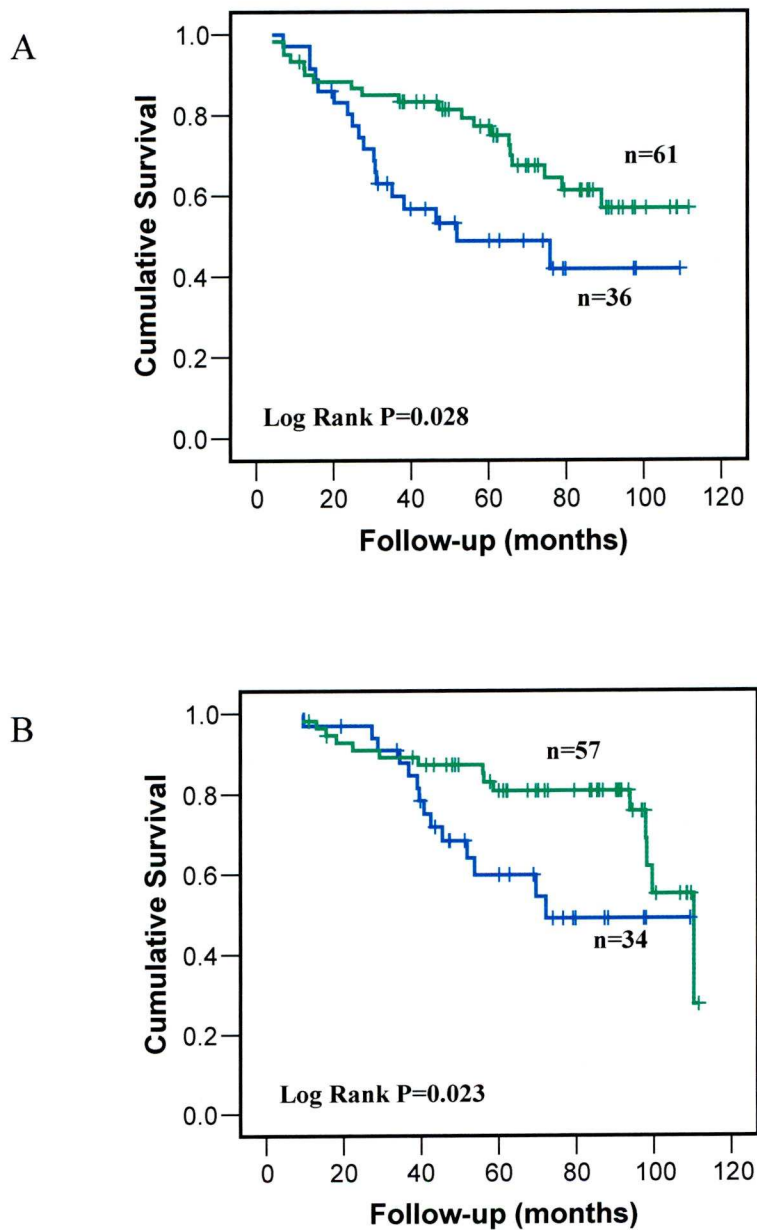 A
1.0
0.8
0.6
0.4
0.2
0.0
Cumulative Survival
n=61
n=36
Log Rank P=0.028
0 20 40 60 80 100 120
Follow-up (months)
B
1.0
0.8
0.6
0.4
0.2
0.0
Cumulative Survival
n=57
n=34
Log Rank P=0.023
0 20 40 60 80 100 120
Follow-up (months)